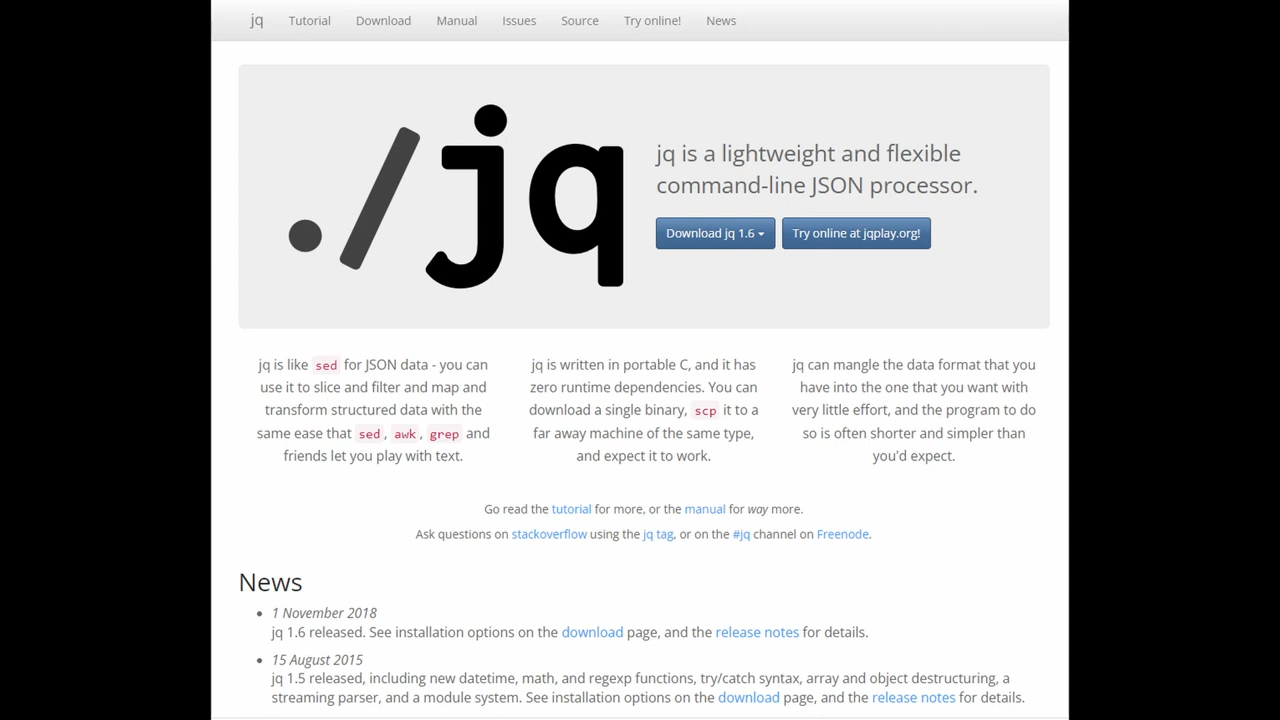 jq Tutorial Download Manual Issues Source Try online! News
./jq
jq is a lightweight and flexible
command-line JSON processor.
Download jq 1.6 Try online at jqplay.org!
jq is like sed for JSON data - you can
use it to slice and filter and map and
transform structured data with the
same ease that sed, awk, grep and
friends let you play with text.
jq is written in portable C, and it has
zero runtime dependencies. You can
download a single binary, scp it to a
far away machine of the same type,
and expect it to work.
jq can mangle the data format that you
have into the one that you want with
very little effort, and the program to do
so is often shorter and simpler than
you'd expect.
Go read the tutorial for more, or the manual for way more.
Ask questions on stackoverflow using the jq tag, or on the #jq channel on Freenode.
News
• 1 November 2018
jq 1.6 released. See installation options on the download page, and the release notes for details.
• 15 August 2015
jq 1.5 released, including new datetime, math, and regexp functions, try/catch syntax, array and object destructuring, a
streaming parser, and a module system. See installation options on the download page, and the release notes for details.